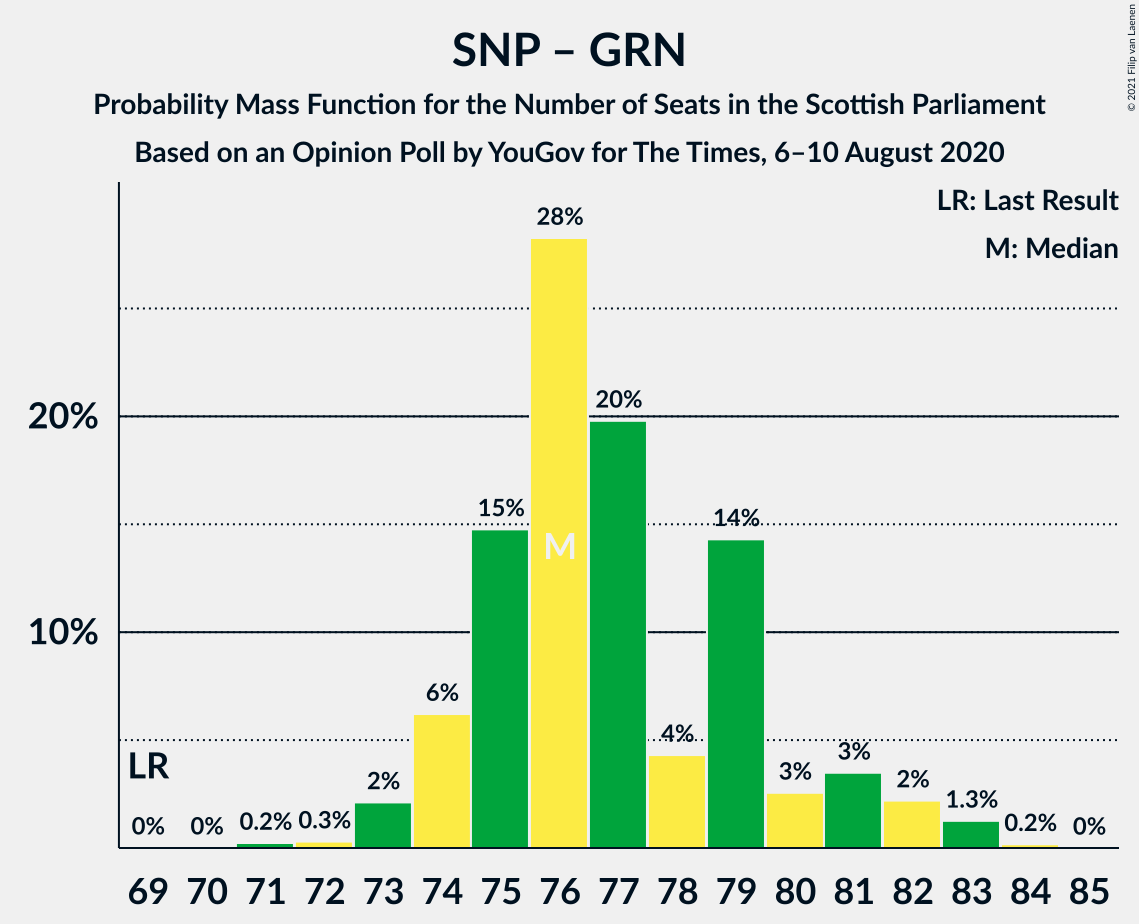 SNP – GRN
Probability Mass Function for the Number of Seats in the Scottish Parliament
Based on an Opinion Poll by YouGov for The Times, 6–10 August 2020
© 2021 Filip van Laenen
LR: Last Result
M: Median
28%
20%
20%
15%
14%
M
10%
6%
4%
3%
LR
2%
3%
2%
1.3%
0% 0% 0.2% 0.3% 0.2% 0%
69 70 71 72 73 74 75 76 77 78 79 80 81 82 83 84 85